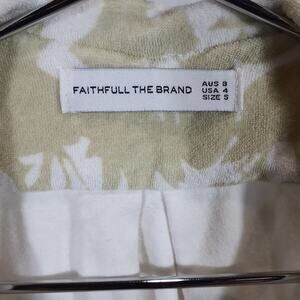 FAITHFULL THE BRAND
AUS 8
USA 4
SIZE S